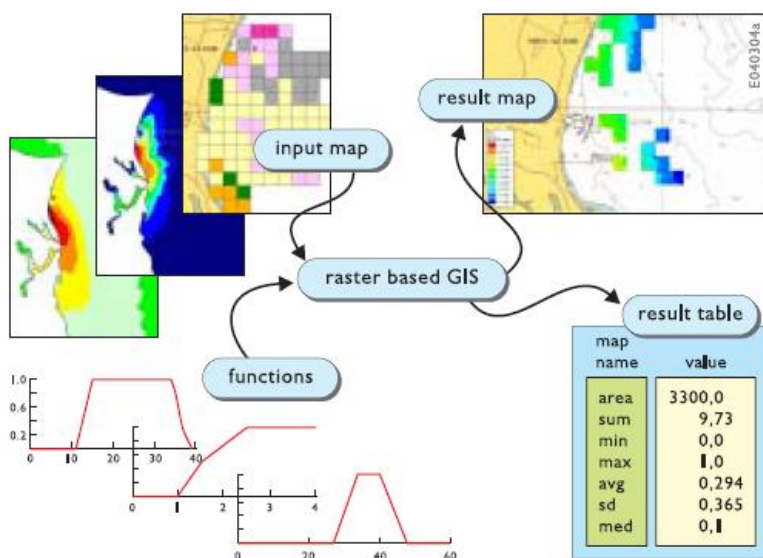 E040304a
result map
input map
raster based GIS
result table
functions
map
name value
area 3300,0
sum 9,73
min 0,0
max 1,0
avg 0,294
sd 0,365
med 0,1
1.0
0.6
0.2
0 10 20 30 40
0 1 2 3 4
0 20 40 60